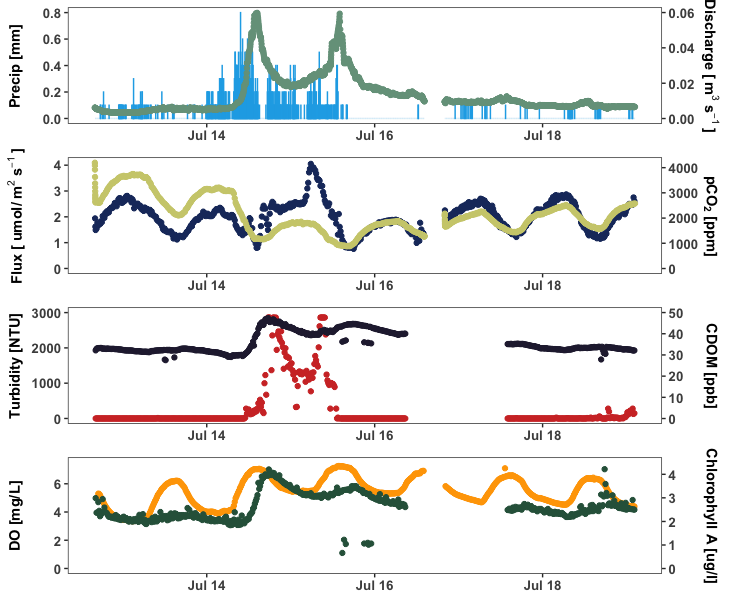 Precip [mm]
0.8
0.6
0.4
0.2
0.0
0.06
0.04
0.02
0.00
Discharge [ m³ s⁻¹ ]
Jul 14
Jul 16
Jul 18
Flux [ umol/ m² s⁻¹ ]
4
3
2
1
0
4000
3000
2000
1000
0
pCO₂ [ppm]
Jul 14
Jul 16
Jul 18
Turbidity [NTU]
3000
2000
1000
0
50
40
30
20
10
0
CDOM [ppb]
Jul 14
Jul 16
Jul 18
DO [mg/L]
6
4
2
0
4
3
2
1
0
Chlorophyll A [ug/l]
Jul 14
Jul 16
Jul 18